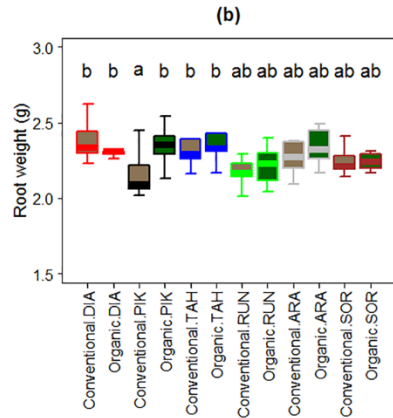 (b)
3.0
b b a b b b ab ab ab ab ab ab
2.5
Root weight (g)
2.0
1.5
Conventional.DIA
Organic.DIA
Conventional.PIK
Organic.PIK
Conventional.TAH
Organic.TAH
Conventional.RUN
Organic.RUN
Conventional.ARA
Organic.ARA
Conventional.SOR
Organic.SOR